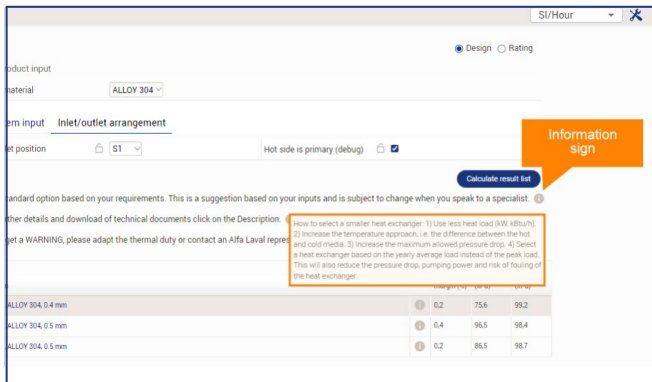 SI/Hour
Design Rating
oduct input
material ALLOY 304
em input Inlet/outlet arrangement
let position S1 Hot side is primary (debug)
Information
sign
Calculate result list
tandard option based on your requirements. This is a suggestion based on your inputs and is subject to change when you speak to a specialist.
ther details and download of technical documents click on the Description.
get a WARNING, please adapt the thermal duty or contact an Alfa Laval repres
How to select a smaller heat exchanger: 1) Use less heat load (kW, kBtu/h).
2) Increase the temperature approach, i.e. the difference between the hot
and cold media. 3) Increase the maximum allowed pressure drop. 4) Select
a heat exchanger based on the yearly average load instead of the peak load.
This will also reduce the pressure drop, pumping power and risk of fouling of
the heat exchanger.
ALLOY 304, 0.4 mm 0.2 75.6 99.2
ALLOY 304, 0.5 mm 0.4 96.5 98.4
ALLOY 304, 0.5 mm 0.2 86.5 98.7